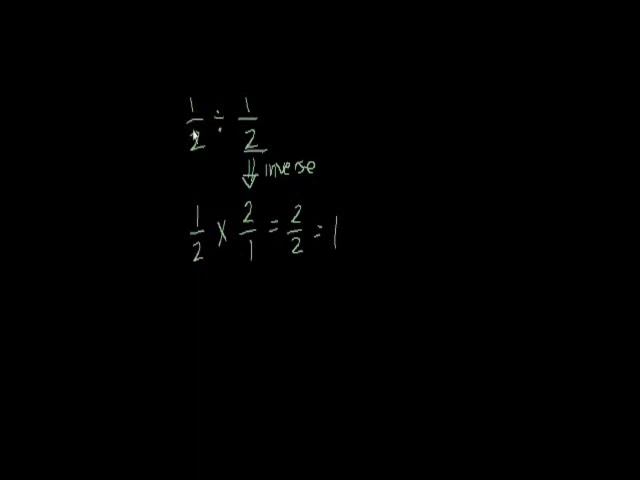 1/2 ÷ 1/2
⇓ inverse
1/2 × 2/1 = 2/2 = 1